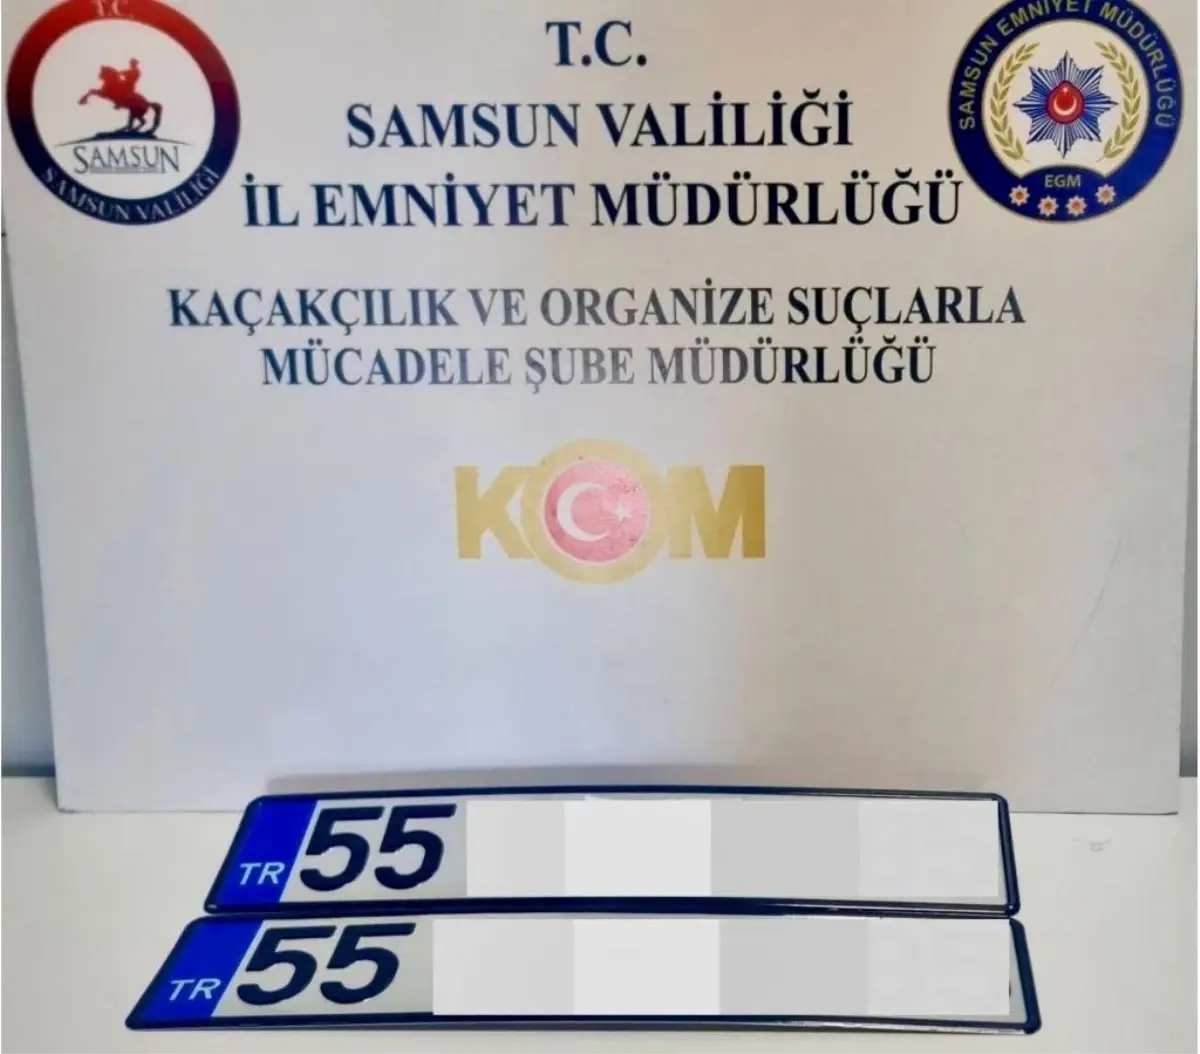 T.C.
SAMSUN
SAMSUN VALİLİĞİ
T.C.
SAMSUN VALİLİĞİ
İL EMNİYET MÜDÜRLÜĞÜ
SAMSUN EMNİYET MÜDÜRLÜĞÜ
EGM
KAÇAKÇILIK VE ORGANİZE SUÇLARLA
MÜCADELE ŞUBE MÜDÜRLÜĞÜ
KOM
TR 55
TR 55